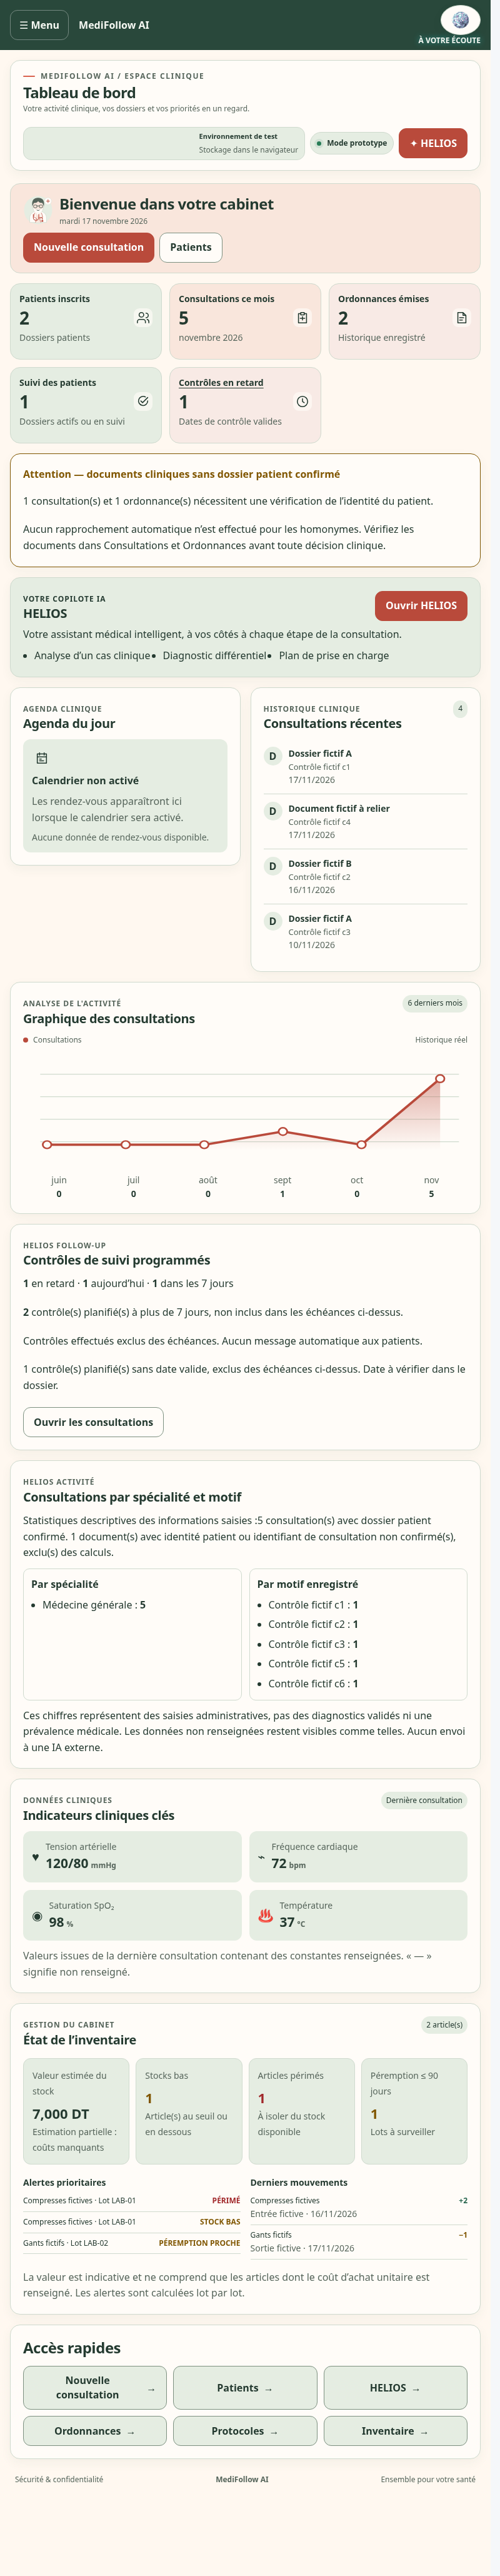 ☰ Menu
MediFollow AI
À VOTRE ÉCOUTE
MEDIFOLLOW AI / ESPACE CLINIQUE
Tableau de bord
Votre activité clinique, vos dossiers et vos priorités en un regard.
Environnement de test
Stockage dans le navigateur
Mode prototype
✦ HELIOS
Bienvenue dans votre cabinet
mardi 17 novembre 2026
Nouvelle consultation
Patients
Patients inscrits
2
Dossiers patients
Consultations ce mois
5
novembre 2026
Ordonnances émises
2
Historique enregistré
Suivi des patients
1
Dossiers actifs ou en suivi
Contrôles en retard
1
Dates de contrôle valides
Attention — documents cliniques sans dossier patient confirmé
1 consultation(s) et 1 ordonnance(s) nécessitent une vérification de l’identité du patient.
Aucun rapprochement automatique n’est effectué pour les homonymes. Vérifiez les
documents dans Consultations et Ordonnances avant toute décision clinique.
VOTRE COPILOTE IA
HELIOS
Ouvrir HELIOS
Votre assistant médical intelligent, à vos côtés à chaque étape de la consultation.
• Analyse d’un cas clinique • Diagnostic différentiel • Plan de prise en charge
AGENDA CLINIQUE
Agenda du jour
Calendrier non activé
Les rendez-vous apparaîtront ici
lorsque le calendrier sera activé.
Aucune donnée de rendez-vous disponible.
HISTORIQUE CLINIQUE
4
Consultations récentes
D
Dossier fictif A
Contrôle fictif c1
17/11/2026
D
Document fictif à relier
Contrôle fictif c4
17/11/2026
D
Dossier fictif B
Contrôle fictif c2
16/11/2026
D
Dossier fictif A
Contrôle fictif c3
10/11/2026
ANALYSE DE L'ACTIVITÉ
6 derniers mois
Graphique des consultations
Consultations
Historique réel
juin juil août sept oct nov
0 0 0 1 0 5
HELIOS FOLLOW-UP
Contrôles de suivi programmés
1 en retard · 1 aujourd’hui · 1 dans les 7 jours
2 contrôle(s) planifié(s) à plus de 7 jours, non inclus dans les échéances ci-dessus.
Contrôles effectués exclus des échéances. Aucun message automatique aux patients.
1 contrôle(s) planifié(s) sans date valide, exclus des échéances ci-dessus. Date à vérifier dans le
dossier.
Ouvrir les consultations
HELIOS ACTIVITÉ
Consultations par spécialité et motif
Statistiques descriptives des informations saisies :5 consultation(s) avec dossier patient
confirmé. 1 document(s) avec identité patient ou identifiant de consultation non confirmé(s),
exclu(s) des calculs.
Par spécialité
• Médecine générale : 5
Par motif enregistré
• Contrôle fictif c1 : 1
• Contrôle fictif c2 : 1
• Contrôle fictif c3 : 1
• Contrôle fictif c5 : 1
• Contrôle fictif c6 : 1
Ces chiffres représentent des saisies administratives, pas des diagnostics validés ni une
prévalence médicale. Les données non renseignées restent visibles comme telles. Aucun envoi
à une IA externe.
DONNÉES CLINIQUES
Dernière consultation
Indicateurs cliniques clés
Tension artérielle
120/80 mmHg
Fréquence cardiaque
72 bpm
Saturation SpO₂
98 %
Température
37 °C
Valeurs issues de la dernière consultation contenant des constantes renseignées. « — »
signifie non renseigné.
GESTION DU CABINET
2 article(s)
État de l’inventaire
Valeur estimée du
stock
7,000 DT
Estimation partielle :
coûts manquants
Stocks bas
1
Article(s) au seuil ou
en dessous
Articles périmés
1
À isoler du stock
disponible
Péremption ≤ 90
jours
1
Lots à surveiller
Alertes prioritaires
Compresses fictives · Lot LAB-01 PÉRIMÉ
Compresses fictives · Lot LAB-01 STOCK BAS
Gants fictifs · Lot LAB-02 PÉREMPTION PROCHE
Derniers mouvements
Compresses fictives +2
Entrée fictive · 16/11/2026
Gants fictifs −1
Sortie fictive · 17/11/2026
La valeur est indicative et ne comprend que les articles dont le coût d’achat unitaire est
renseigné. Les alertes sont calculées lot par lot.
Accès rapides
Nouvelle
consultation →
Patients →
HELIOS →
Ordonnances →
Protocoles →
Inventaire →
Sécurité & confidentialité
MediFollow AI
Ensemble pour votre santé